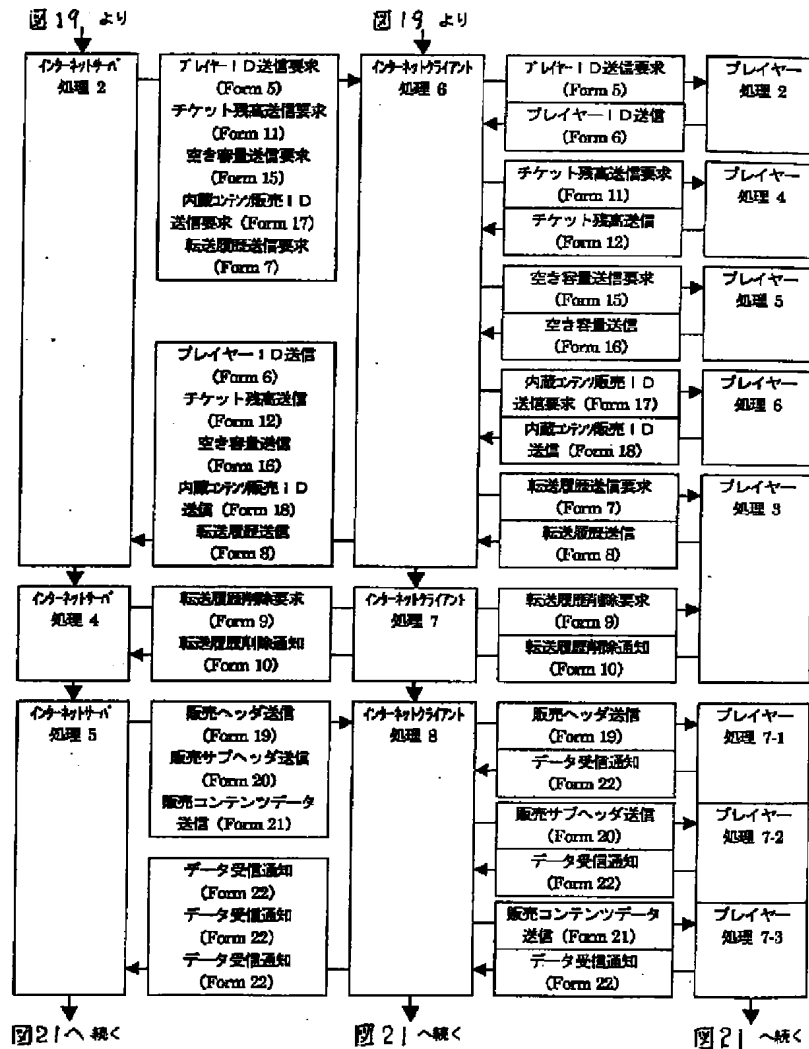 図19 より
図19 より
インターネットサーバ
処理 2
プレイヤーID送信要求
(Form 5)
チケット残高送信要求
(Form 11)
空き容量送信要求
(Form 15)
内蔵コンテンツ販売ID
送信要求 (Form 17)
転送履歴送信要求
(Form 7)
プレイヤーID送信
(Form 6)
チケット残高送信
(Form 12)
空き容量送信
(Form 16)
内蔵コンテンツ販売ID
送信 (Form 18)
転送履歴送信
(Form 8)
インターネットクライアント
処理 6
プレイヤーID送信要求
(Form 5)
プレイヤーID送信
(Form 6)
チケット残高送信要求
(Form 11)
チケット残高送信
(Form 12)
空き容量送信要求
(Form 15)
空き容量送信
(Form 16)
内蔵コンテンツ販売ID
送信要求 (Form 17)
内蔵コンテンツ販売ID
送信 (Form 18)
転送履歴送信要求
(Form 7)
転送履歴送信
(Form 8)
プレイヤー
処理 2
プレイヤー
処理 4
プレイヤー
処理 5
プレイヤー
処理 6
プレイヤー
処理 3
インターネットサーバ
処理 4
転送履歴削除要求
(Form 9)
転送履歴削除通知
(Form 10)
インターネットクライアント
処理 7
転送履歴削除要求
(Form 9)
転送履歴削除通知
(Form 10)
インターネットサーバ
処理 5
販売ヘッダ送信
(Form 19)
販売サブヘッダ送信
(Form 20)
販売コンテンツデータ
送信 (Form 21)
データ受信通知
(Form 22)
データ受信通知
(Form 22)
データ受信通知
(Form 22)
インターネットクライアント
処理 8
販売ヘッダ送信
(Form 19)
データ受信通知
(Form 22)
販売サブヘッダ送信
(Form 20)
データ受信通知
(Form 22)
販売コンテンツデータ
送信 (Form 21)
データ受信通知
(Form 22)
プレイヤー
処理 7-1
プレイヤー
処理 7-2
プレイヤー
処理 7-3
図21へ続く
図21へ続く
図21へ続く